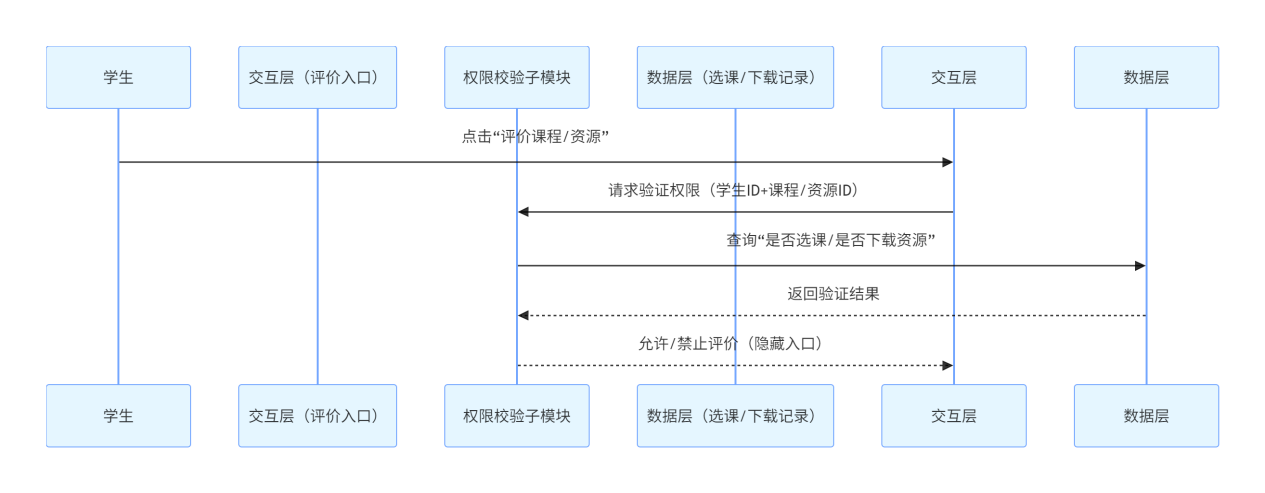 学生
交互层（评价入口）
权限校验子模块
数据层（选课/下载记录）
交互层
数据层
点击“评价课程/资源”
请求验证权限（学生ID+课程/资源ID）
查询“是否选课/是否下载资源”
返回验证结果
允许/禁止评价（隐藏入口）
学生
交互层（评价入口）
权限校验子模块
数据层（选课/下载记录）
交互层
数据层